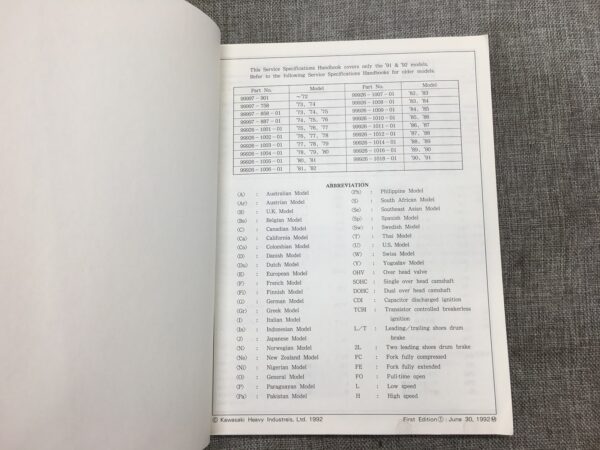 This Service Specifications Handbook covers only the '91 & '92 models.
Refer to the following Service Specifications Handbooks for older models:
Part No. Model Part No. Model
99997-801 ~'72 99926-1007-01 '82, '83
99997-758 '73, '74 99926-1008-01 '83, '84
99997-858-01 '73, '74, '75 99926-1010-01 '84, '85
99997-887-01 '74, '75, '76 99926-1010-01 '85, '86
99926-1001-01 '75, '76, '77 99926-1011-01 '86, '87
99926-1002-01 '76, '77, '78 99926-1012-01 '87, '88
99926-1003-01 '77, '78, '79 99926-1014-01 '88, '89
99926-1004-01 '78, '79, '80 99926-1016-01 '89, '90
99926-1005-01 '80, '81 99926-1018-01 '90, '91
99926-1006-01 '81, '82
ABBREVIATION
(A) : Australian Model (Ph) : Philippine Model
(Ar) : Austrian Model (S) : South African Model
(B) : U.K. Model (Se) : Southeast Asian Model
(Be) : Belgian Model (Sp) : Spanish Model
(C) : Canadian Model (Sw) : Swedish Model
(Ca) : California Model (T) : Thai Model
(Co) : Colombian Model (U) : U.S. Model
(D) : Danish Model (W) : Swiss Model
(Du) : Dutch Model (Y) : Yugoslav Model
(E) : European Model OHV : Over head valve
(F) : French Model SOHC : Single over head camshaft
(Fi) : Finnish Model DOHC : Dual over head camshaft
(G) : German Model CDI : Capacitor discharged ignition
(Gr) : Greek Model TCBI : Transistor controlled breakerless
ignition
(I) : Italian Model
(In) : Indonesian Model L/T : Leading/trailing shoes drum
brake
(J) : Japanese Model
(N) : Norwegian Model 2L : Two leading shoes drum brake
(Ne) : New Zealand Model FC : Fork fully compressed
(Ni) : Nigerian Model FE : Fork fully extended
(O) : General Model FO : Full-time open
(P) : Paraguayan Model L : Low speed
(Pa) : Pakistan Model H : High speed
© Kawasaki Heavy Industreis, Ltd. 1992 First Edition① : June 30, 1992 Ⓜ